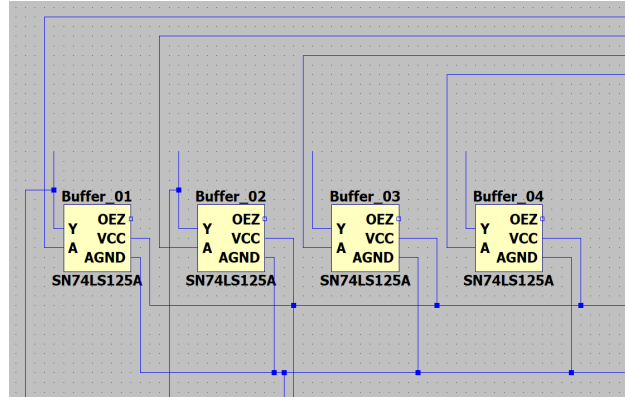 Buffer_01
OEZ
Y
VCC
A
AGND
SN74LS125A
Buffer_02
OEZ
Y
VCC
A
AGND
SN74LS125A
Buffer_03
OEZ
Y
VCC
A
AGND
SN74LS125A
Buffer_04
OEZ
Y
VCC
A
AGND
SN74LS125A